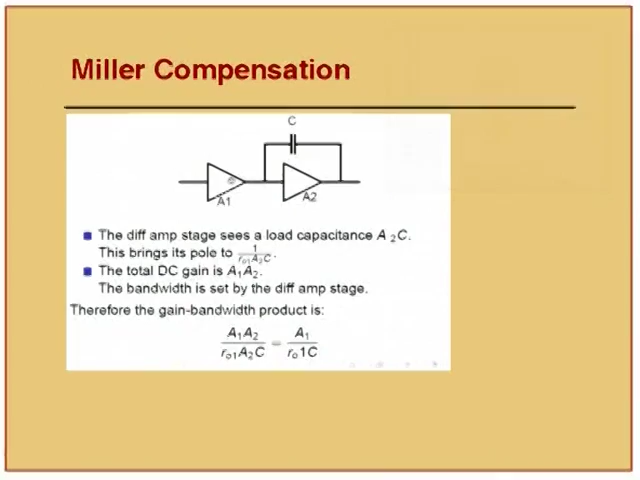 Miller Compensation
C
A1
A2
The diff amp stage sees a load capacitance A 2C.
This brings its pole to 1/(ro1A2C).
The total DC gain is A1A2.
The bandwidth is set by the diff amp stage.
Therefore the gain-bandwidth product is:
A1A2/(ro1A2C) = A1/(ro1C)